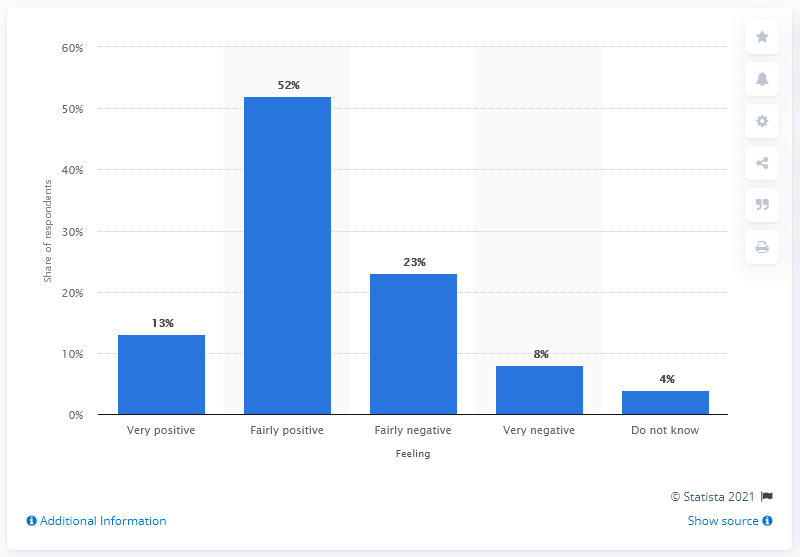 60%
52%
50%
40%
Share of respondents
30%
23%
20%
13%
10%
8%
4%
0%
Very positive Fairly positive Fairly negative Very negative Do not know
Feeling
© Statista 2021
Additional Information Show source